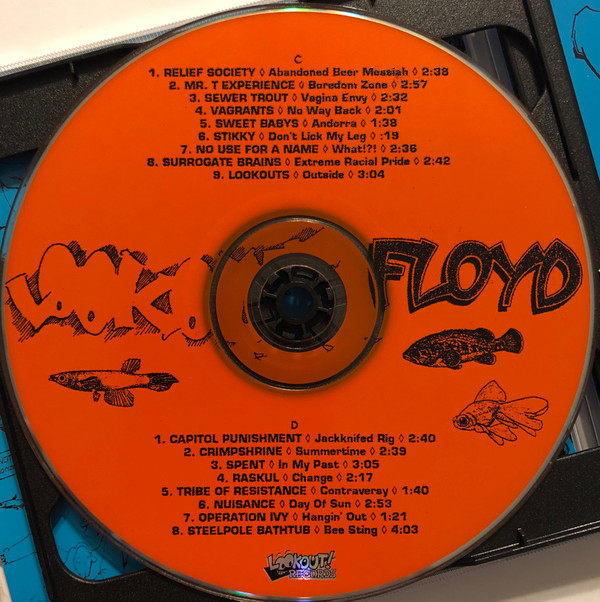 C
1. RELIEF SOCIETY ◊ Abandoned Beer Messiah ◊ 2:38
2. MR. T EXPERIENCE ◊ Boredom Zone ◊ 2:57
3. SEWER TROUT ◊ Vagina Envy ◊ 2:32
4. VAGRANTS ◊ No Way Back ◊ 2:01
5. SWEET BABYS ◊ Andorra ◊ 1:38
6. STIKKY ◊ Don't Lick My Leg ◊ :19
7. NO USE FOR A NAME ◊ What!?! ◊ 2:36
8. SURROGATE BRAINS ◊ Extreme Racial Pride ◊ 2:42
9. LOOKOUTS ◊ Outside ◊ 3:04
LOOKO FLOYD
D
1. CAPITOL PUNISHMENT ◊ Jackknifed Rig ◊ 2:40
2. CRIMPSHRINE ◊ Summertime ◊ 2:39
3. SPENT ◊ In My Past ◊ 3:05
4. RASKUL ◊ Change ◊ 2:17
5. TRIBE OF RESISTANCE ◊ Contraversy ◊ 1:40
6. NUISANCE ◊ Day Of Sun ◊ 2:53
7. OPERATION IVY ◊ Hangin' Out ◊ 1:21
8. STEELPOLE BATHTUB ◊ Bee Sting ◊ 4:03
LOOKOUT!
RECORDS